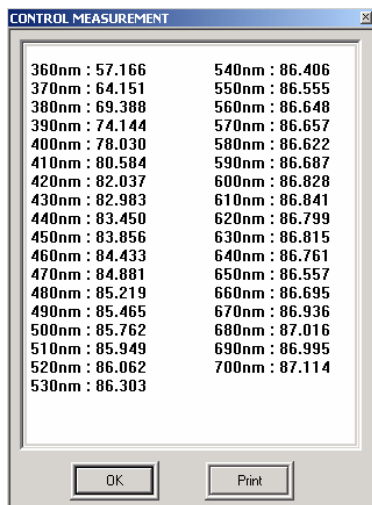 CONTROL MEASUREMENT
360nm : 57.166
370nm : 64.151
380nm : 69.388
390nm : 74.144
400nm : 78.030
410nm : 80.584
420nm : 82.037
430nm : 82.983
440nm : 83.450
450nm : 83.856
460nm : 84.433
470nm : 84.881
480nm : 85.219
490nm : 85.465
500nm : 85.762
510nm : 85.949
520nm : 86.062
530nm : 86.303
540nm : 86.406
550nm : 86.555
560nm : 86.648
570nm : 86.657
580nm : 86.622
590nm : 86.687
600nm : 86.828
610nm : 86.841
620nm : 86.799
630nm : 86.815
640nm : 86.761
650nm : 86.557
660nm : 86.695
670nm : 86.936
680nm : 87.016
690nm : 86.995
700nm : 87.114
OK
Print